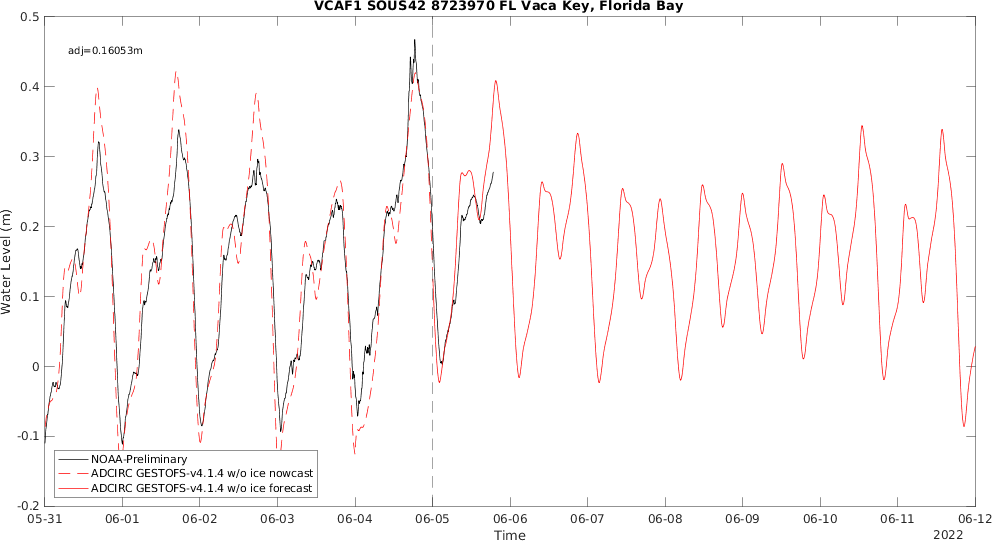 VCAF1 SOUS42 8723970 FL Vaca Key, Florida Bay
adj=0.16053m
0.5
0.4
0.3
0.2
0.1
0
-0.1
-0.2
Water Level (m)
NOAA-Preliminary
ADCIRC GESTOFS-v4.1.4 w/o ice nowcast
ADCIRC GESTOFS-v4.1.4 w/o ice forecast
05-31 06-01 06-02 06-03 06-04 06-05 06-06 06-07 06-08 06-09 06-10 06-11 06-12
Time
2022